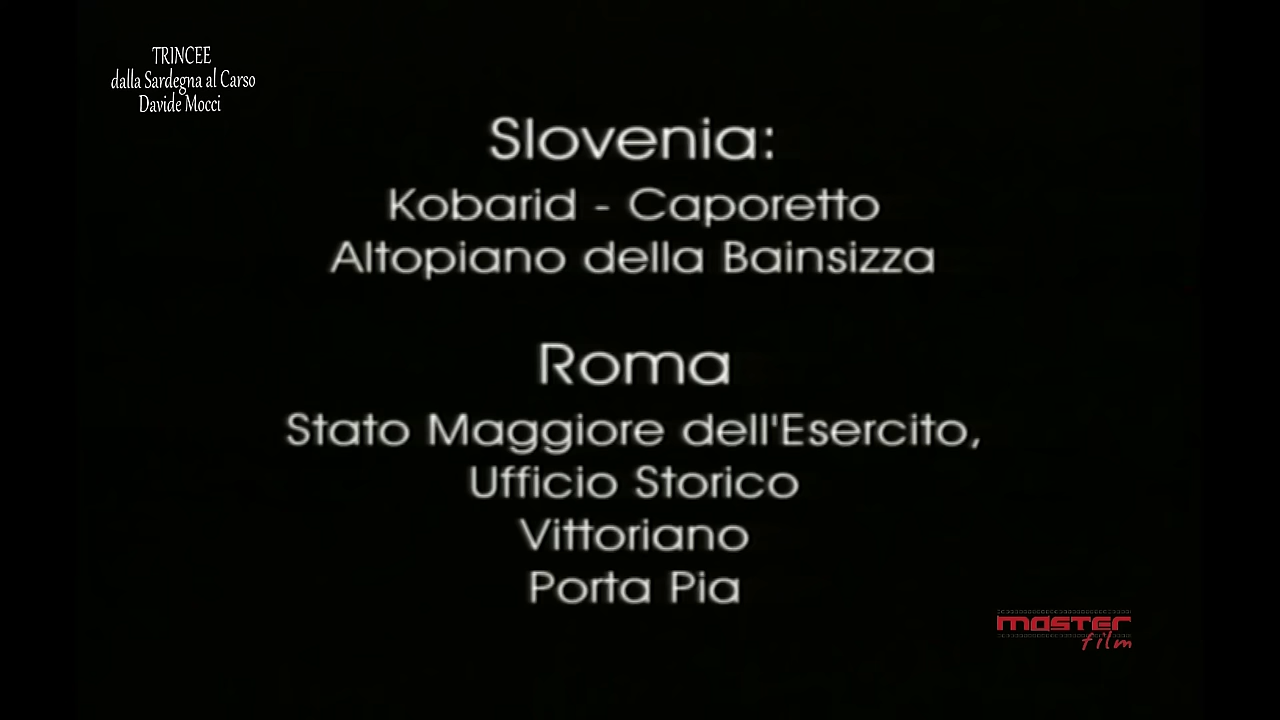 TRINCEE
dalla Sardegna al Carso
Davide Mocci
Slovenia:
Kobarid - Caporetto
Altopiano della Bainsizza
Roma
Stato Maggiore dell'Esercito,
Ufficio Storico
Vittoriano
Porta Pia
master
film